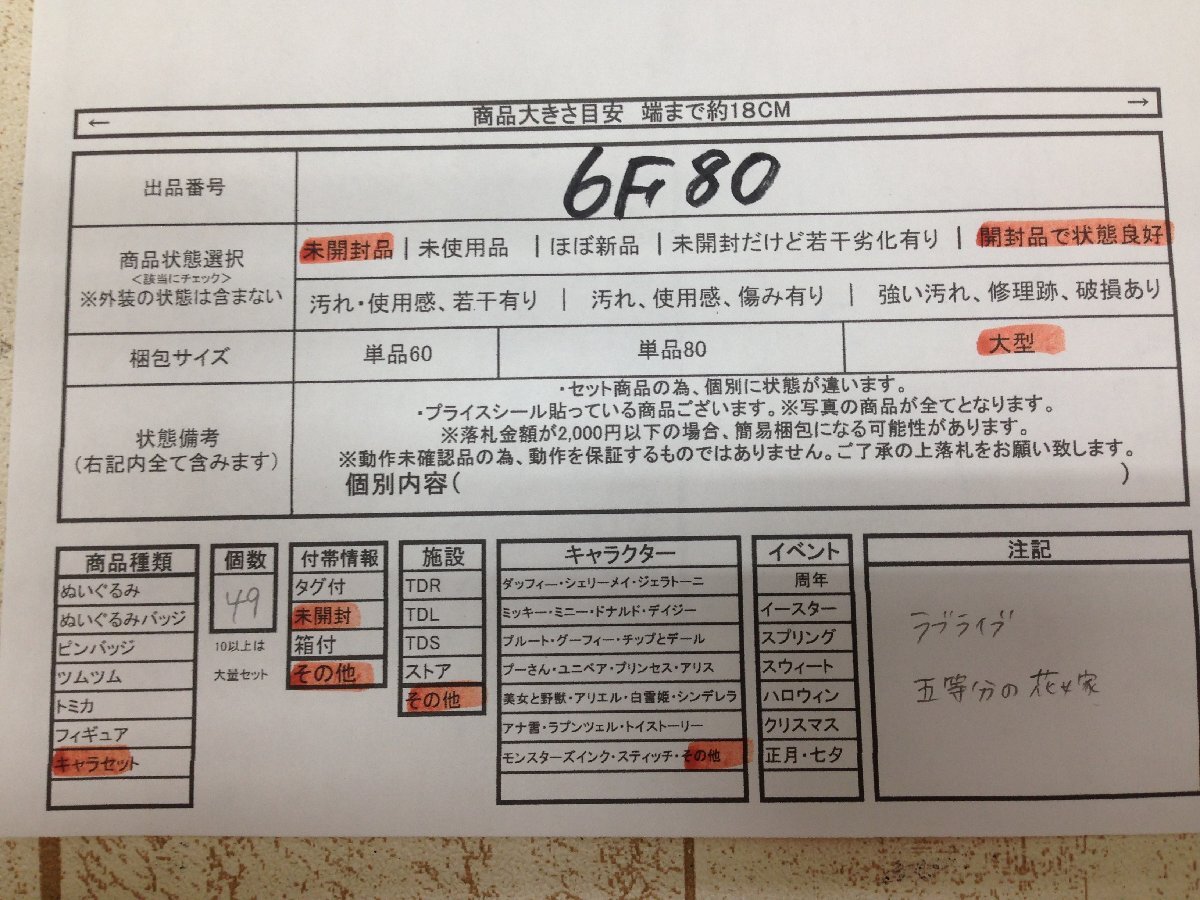 ← 商品大きさ目安 端まで約18CM →
出品番号 6F80
商品状態選択
<該当にチェック>
※外装の状態は含まない
未開封品 | 未使用品 | ほぼ新品 | 未開封だけど若干劣化有り | 開封品で状態良好
汚れ・使用感、若干有り | 汚れ、使用感、傷み有り | 強い汚れ、修理跡、破損あり
梱包サイズ 単品60 単品80 大型
状態備考
(右記内全て含みます)
・セット商品の為、個別に状態が違います。
・プライスシール貼っている商品ございます。※写真の商品が全てとなります。
※落札金額が2,000円以下の場合、簡易梱包になる可能性があります。
※動作未確認品の為、動作を保証するものではありません。ご了承の上落札をお願い致します。
個別内容( )
商品種類
ぬいぐるみ
ぬいぐるみバッジ
ピンバッジ
ツムツム
トミカ
フィギュア
キャラセット
個数
49
10以上は
大量セット
付帯情報
タグ付
未開封
箱付
その他
施設
TDR
TDL
TDS
ストア
その他
キャラクター
ダッフィー・シェリーメイ・ジェラトーニ
ミッキー・ミニー・ドナルド・デイジー
プルート・グーフィー・チップとデール
プーさん・ユニベア・プリンセス・アリス
美女と野獣・アリエル・白雪姫・シンデレラ
アナ雪・ラプンツェル・トイストーリー
モンスターズインク・スティッチ・その他
イベント
周年
イースター
スプリング
スウィート
ハロウィン
クリスマス
正月・七夕
注記
ラブライブ
五等分の花嫁